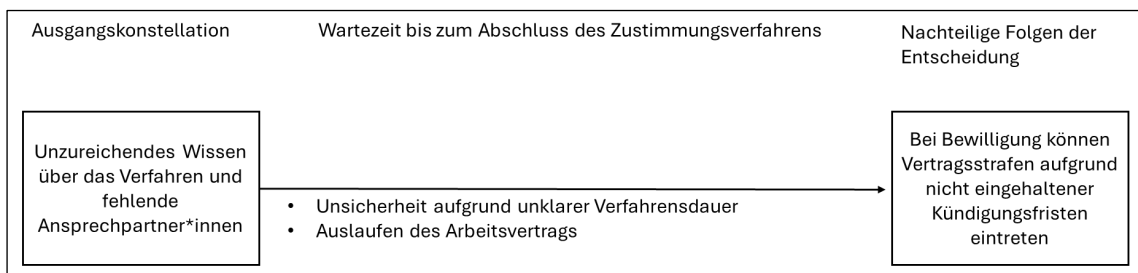 Ausgangskonstellation
Wartezeit bis zum Abschluss des Zustimmungsverfahrens
Nachteilige Folgen der
Entscheidung
Unzureichendes Wissen
über das Verfahren und
fehlende
Ansprechpartner*innen
• Unsicherheit aufgrund unklarer Verfahrensdauer
• Auslaufen des Arbeitsvertrags
Bei Bewilligung können
Vertragsstrafen aufgrund
nicht eingehaltener
Kündigungsfristen
eintreten